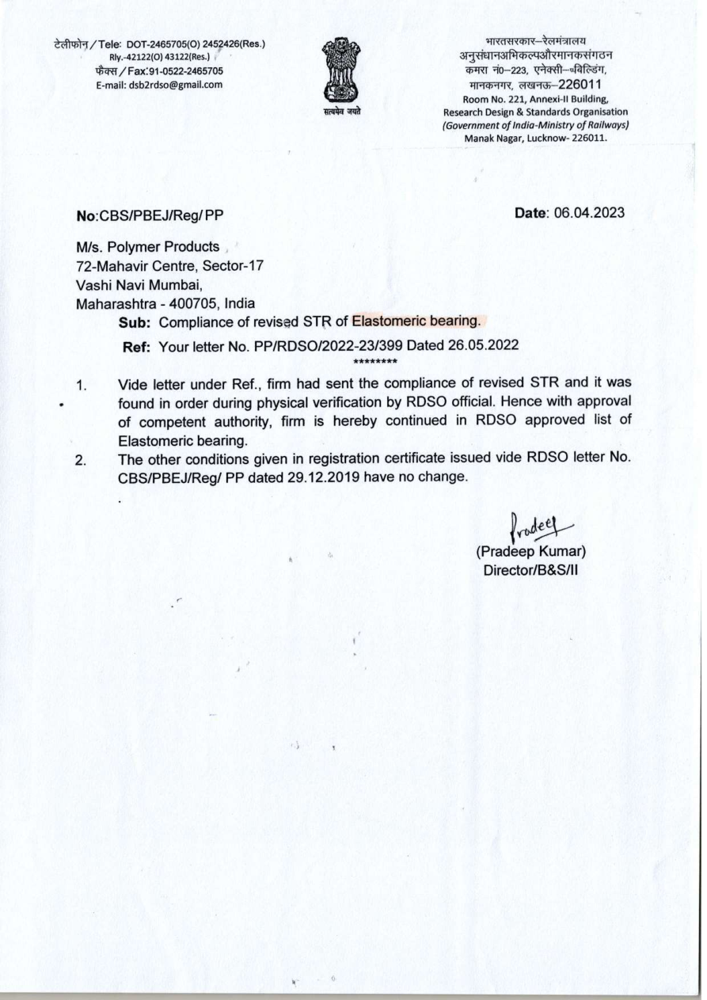 टेलीफोन/Tele: DOT-2465705(O) 2452426(Res.)
Rly.-42122(O) 43122(Res.)
फैक्स/Fax:91-0522-2465705
E-mail: dsb2rdso@gmail.com
सत्यमेव जयते
भारतसरकार–रेलमंत्रालय
अनुसंधानअभिकल्पऔरमानकसंगठन
कमरा नं0–223, एनेक्सी–॥बिल्डिंग,
मानकनगर, लखनऊ–226011
Room No. 221, Annexi-II Building,
Research Design & Standards Organisation
(Government of India-Ministry of Railways)
Manak Nagar, Lucknow- 226011.
No:CBS/PBEJ/Reg/ PP
Date: 06.04.2023
M/s. Polymer Products
72-Mahavir Centre, Sector-17
Vashi Navi Mumbai,
Maharashtra - 400705, India
Sub: Compliance of revised STR of Elastomeric bearing.
Ref: Your letter No. PP/RDSO/2022-23/399 Dated 26.05.2022
********
1. Vide letter under Ref., firm had sent the compliance of revised STR and it was
found in order during physical verification by RDSO official. Hence with approval
of competent authority, firm is hereby continued in RDSO approved list of
Elastomeric bearing.
2. The other conditions given in registration certificate issued vide RDSO letter No.
CBS/PBEJ/Reg/ PP dated 29.12.2019 have no change.
Pradeep
(Pradeep Kumar)
Director/B&S/II